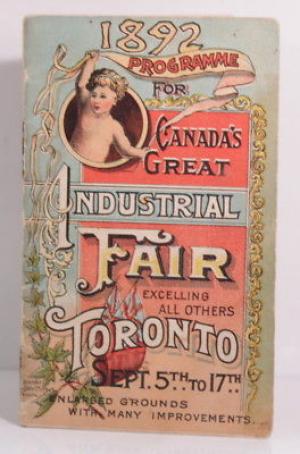 1892
PROGRAMME
FOR
CANADA'S
GREAT
INDUSTRIAL
FAIR
EXCELLING
ALL OTHERS
TORONTO
SEPT. 5TH. TO 17TH.
ENLARGED GROUNDS
WITH MANY IMPROVEMENTS.